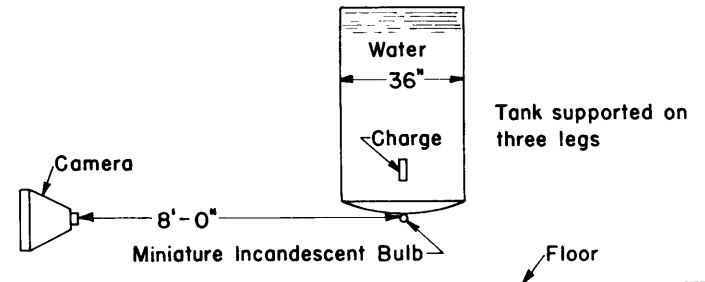 Water
36"
Tank supported on
three legs
Charge
Camera
8'-0"
Miniature Incandescent Bulb
Floor